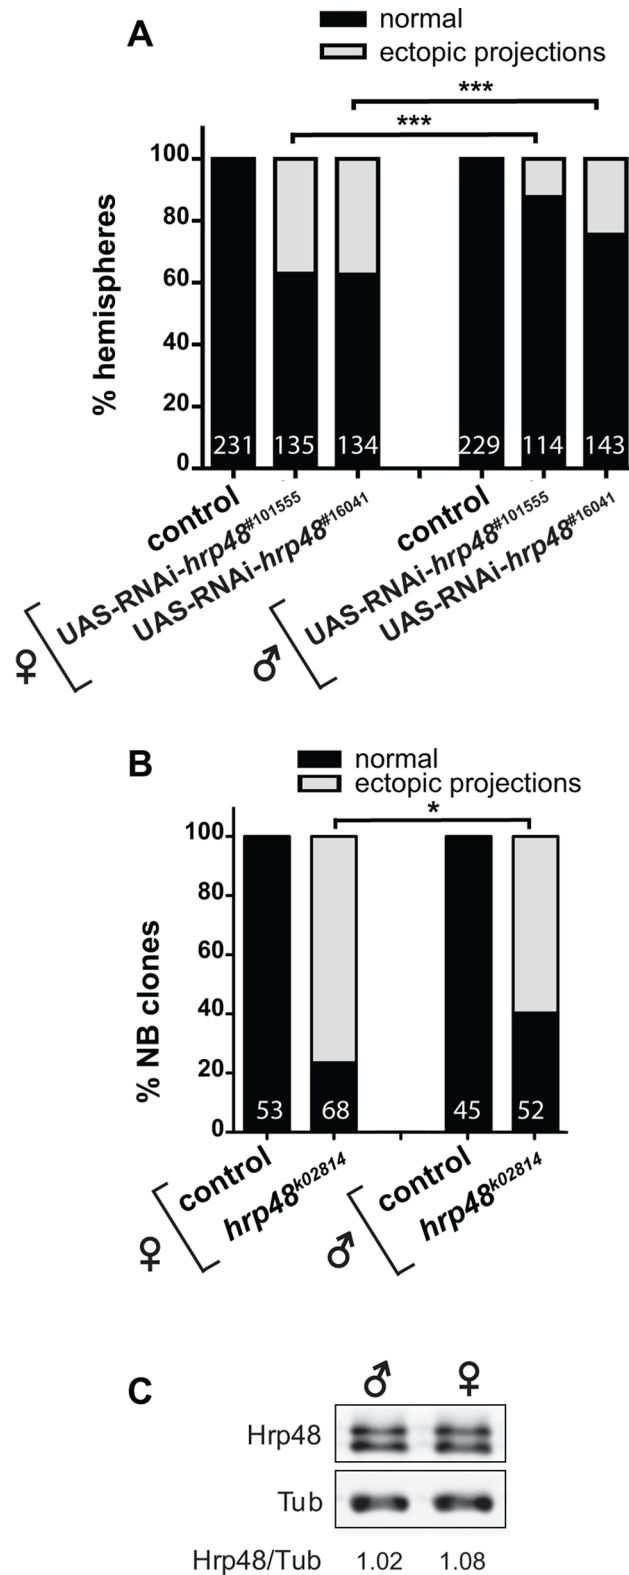 A
normal
ectopic projections
***
***
% hemispheres
100
80
60
40
20
0
231 135 134 229 114 143
control
UAS-RNAi-hrp48#101555
UAS-RNAi-hrp48#16041
control
UAS-RNAi-hrp48#101555
UAS-RNAi-hrp48#16041
♀
♂
B
normal
ectopic projections
*
% NB clones
100
80
60
40
20
0
53 68 45 52
control
hrp48k02814
control
hrp48k02814
♀
♂
C
♂ ♀
Hrp48
Tub
Hrp48/Tub 1.02 1.08